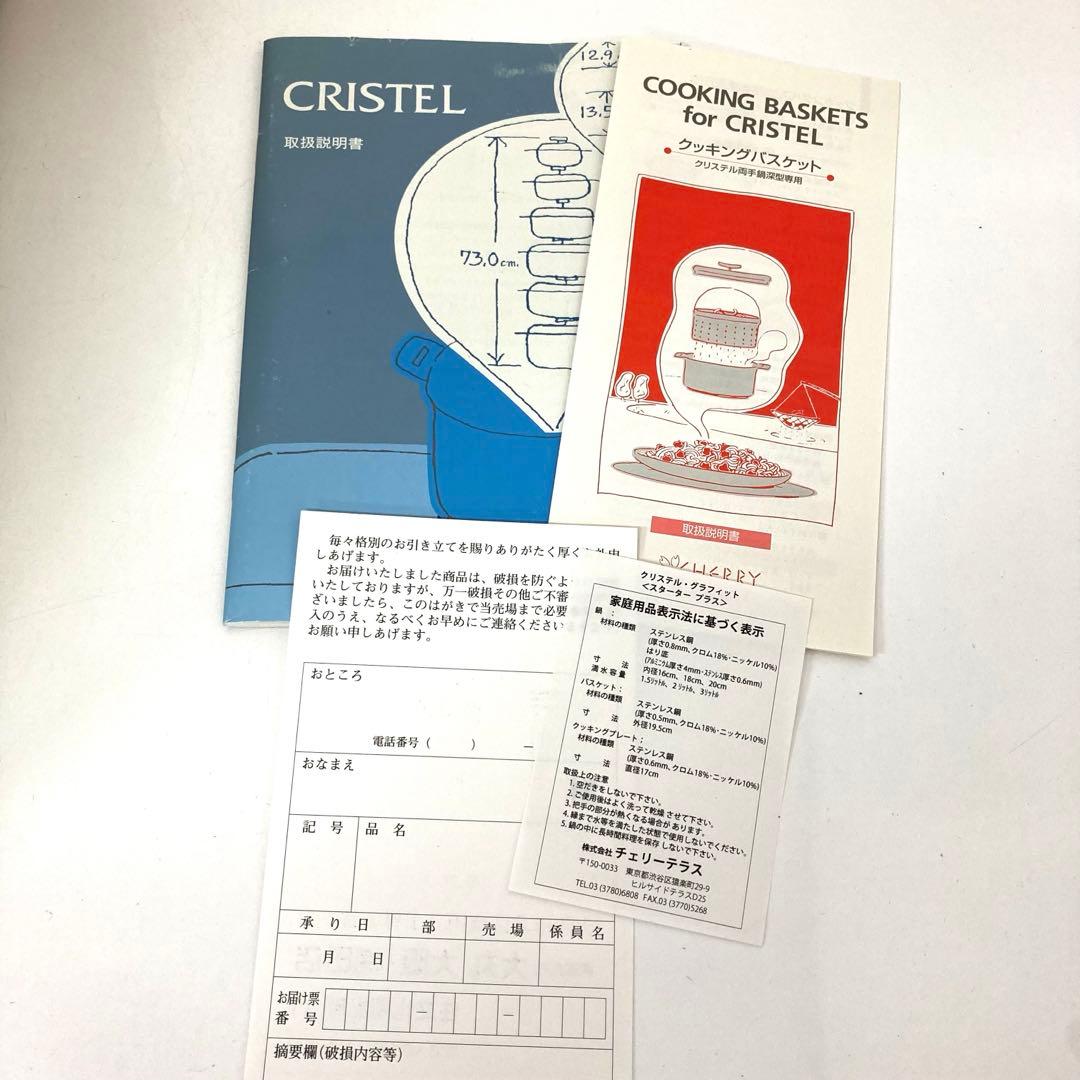 CRISTEL
取扱説明書
12.9
13.5
73.0cm.
COOKING BASKETS
for CRISTEL
クッキングバスケット
クリステル両手鍋深型専用
取扱説明書
CHERRY
毎々格別のお引き立てを賜りありがたく厚く
しあげます。
お届けいたしました商品は、破損を防ぐよ
いたしておりますが、万一破損その他ご不審
ざいましたら、このはがきで当売場まで必要
入のうえ、なるべくお早めにご連絡ください
お願い申しあげます。
おところ
電話番号（　　）　－
おなまえ
記号　品名
承り日　部　売場　係員名
月　日
お届け票
番号
－　－
摘要欄（破損内容等）
クリステル・グラフィット
＜スターター プラス＞
家庭用品表示法に基づく表示
鍋　：
材料の種類　ステンレス鋼
（厚さ0.8mm、クロム18%・ニッケル10%）
はり底
（アルミニウム厚さ4mm・ステンレス厚さ0.6mm）
寸　法　内径16cm、18cm、20cm
満水容量　1.5リットル、2リットル、3リットル
バスケット：
材料の種類　ステンレス鋼
（厚さ0.5mm、クロム18%・ニッケル10%）
寸　法　外径19.5cm
クッキングプレート：
材料の種類　ステンレス鋼
（厚さ0.6mm、クロム18%・ニッケル10%）
寸　法　直径17cm
取扱上の注意
1. 空だきをしないで下さい。
2. ご使用後はよく洗って乾燥させて下さい。
3. 把手の部分が熱くなる場合があります。
4. 縁まで水等を満たした状態で使用しないでください。
5. 鍋の中に長時間料理を保存しないで下さい。
株式会社 チェリーテラス
〒150-0033　東京都渋谷区猿楽町29-9
ヒルサイドテラスD25
TEL.03 (3780)6808 FAX.03 (3770)5268